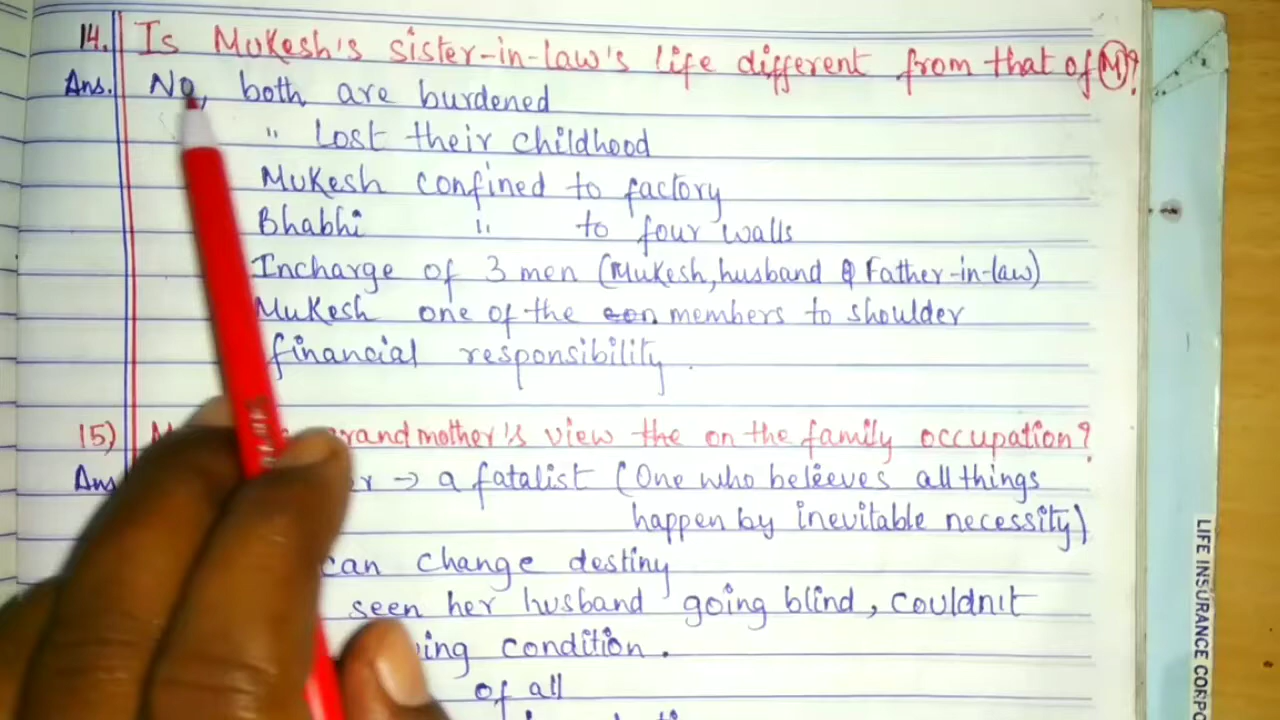 14. Is Mukesh's sister-in-law's life different from that of M?
Ans. No, both are burdened
" Lost their childhood
Mukesh confined to factory
Bhabhi " to four walls
Incharge of 3 men (Mukesh, husband & Father-in-law)
Mukesh one of the con members to shoulder
financial responsibility.
15) grandmother's view the on the family occupation?
Ans → a fatalist (One who beleeves all things
happen by inevitable necessity)
can change destiny
seen her husband going blind, couldn't
condition.
of all
LIFE INSURANCE CORPO